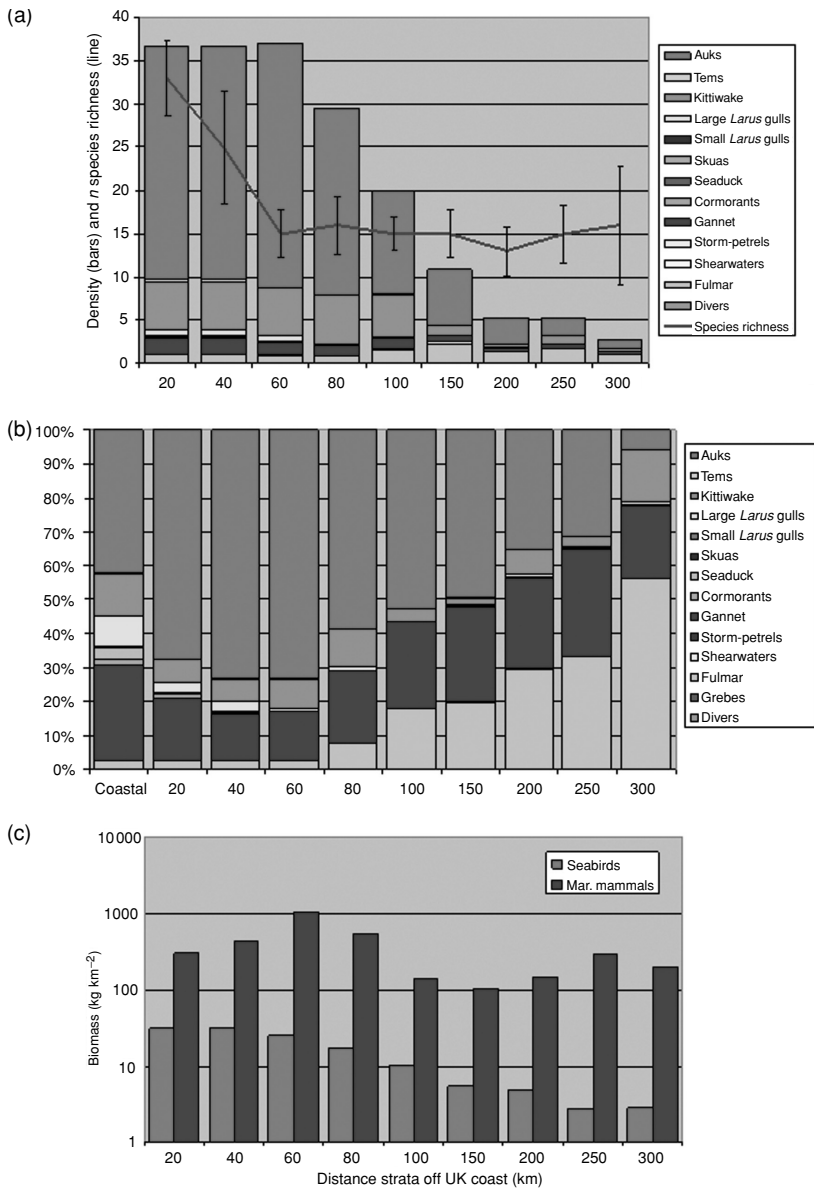 (a)
40
35
30
25
20
15
10
5
0
Density (bars) and n species richness (line)
20 40 60 80 100 150 200 250 300
Auks
Tems
Kittiwake
Large Larus gulls
Small Larus gulls
Skuas
Seaduck
Cormorants
Gannet
Storm-petrels
Shearwaters
Fulmar
Divers
Species richness
(b)
100%
90%
80%
70%
60%
50%
40%
30%
20%
10%
0%
Coastal 20 40 60 80 100 150 200 250 300
Auks
Tems
Kittiwake
Large Larus gulls
Small Larus gulls
Skuas
Seaduck
Cormorants
Gannet
Storm-petrels
Shearwaters
Fulmar
Grebes
Divers
(c)
10 000
1000
100
10
1
Biomass (kg km−2)
Seabirds
Mar. mammals
20 40 60 80 100 150 200 250 300
Distance strata off UK coast (km)